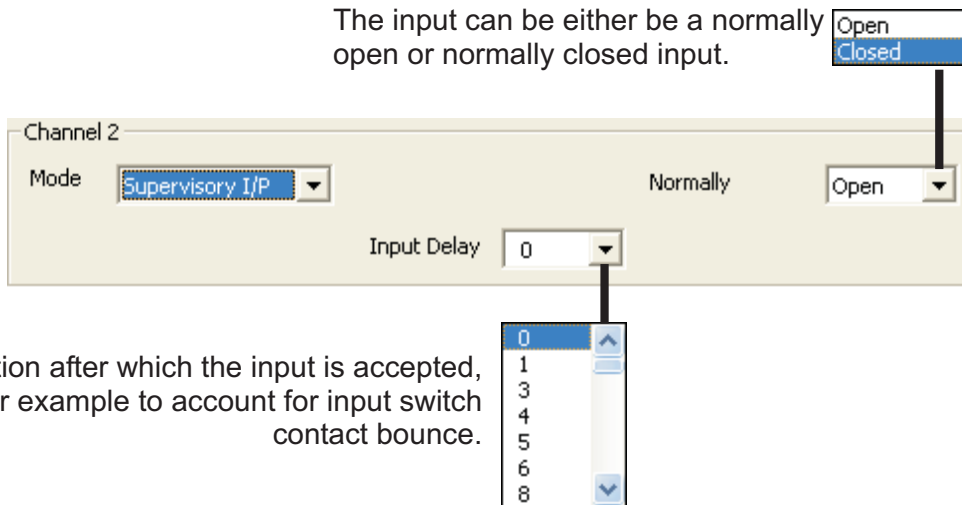 The input can be either be a normally
open or normally closed input.
Open
Closed
Channel 2
Mode
Supervisory I/P
Normally
Open
Input Delay
0
after which the input is accepted,
example to account for input switch
contact bounce.
0
1
3
4
5
6
8